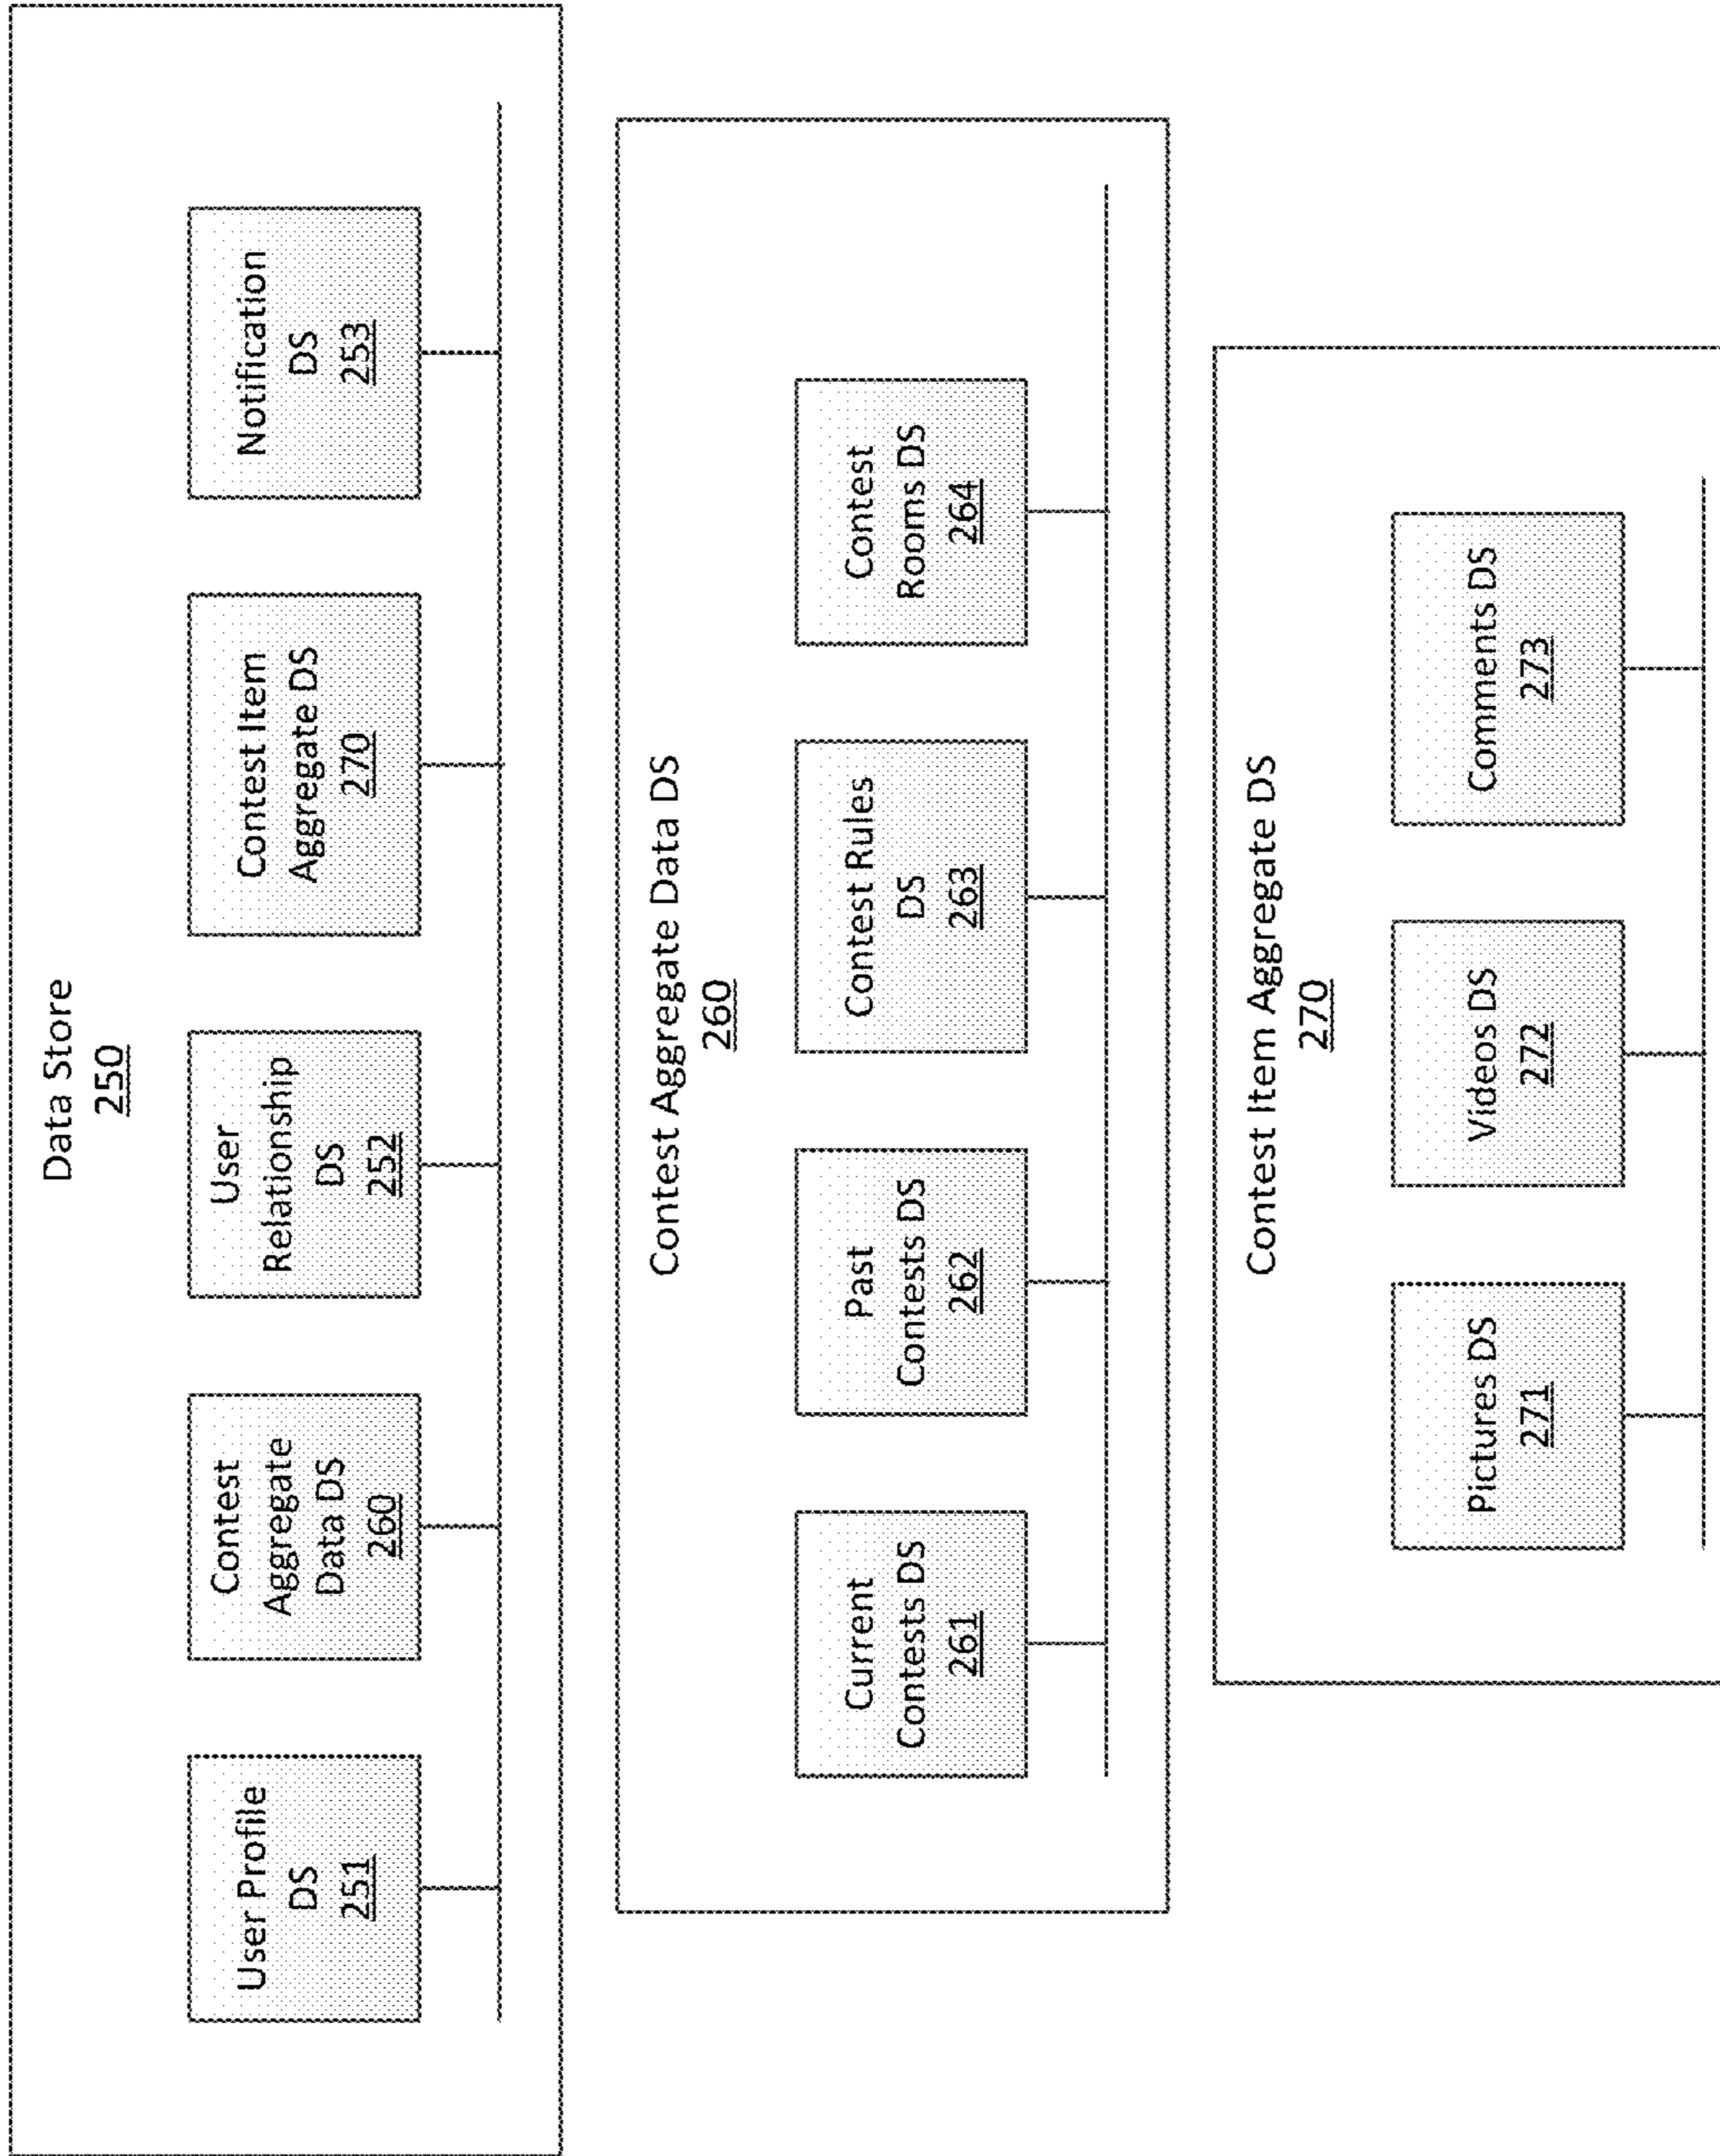 Data Store
250
User Profile
DS
251
Contest
Aggregate
Data DS
260
User
Relationship
DS
252
Contest Item
Aggregate DS
270
Notification
DS
253
Contest Aggregate Data DS
260
Current
Contests DS
261
Past
Contests DS
262
Contest Rules
DS
263
Contest
Rooms DS
264
Contest Item Aggregate DS
270
Pictures DS
271
Videos DS
272
Comments DS
273